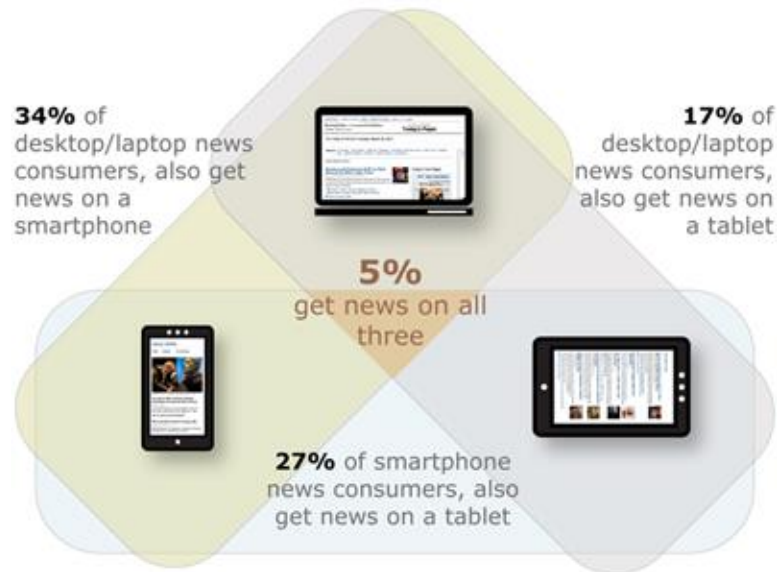 34% of
desktop/laptop news
consumers, also get
news on a
smartphone
17% of
desktop/laptop
news consumers,
also get news on
a tablet
5%
get news on all
three
27% of smartphone
news consumers, also
get news on a tablet